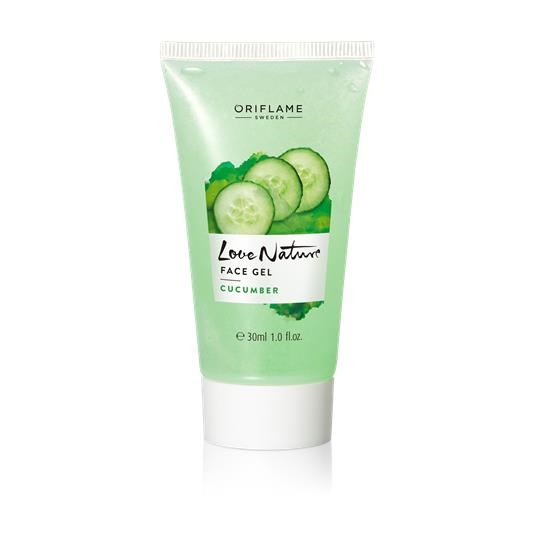 ORIFLAME
SWEDEN
Love Nature
FACE GEL
CUCUMBER
℮ 30ml 1.0 fl.oz.